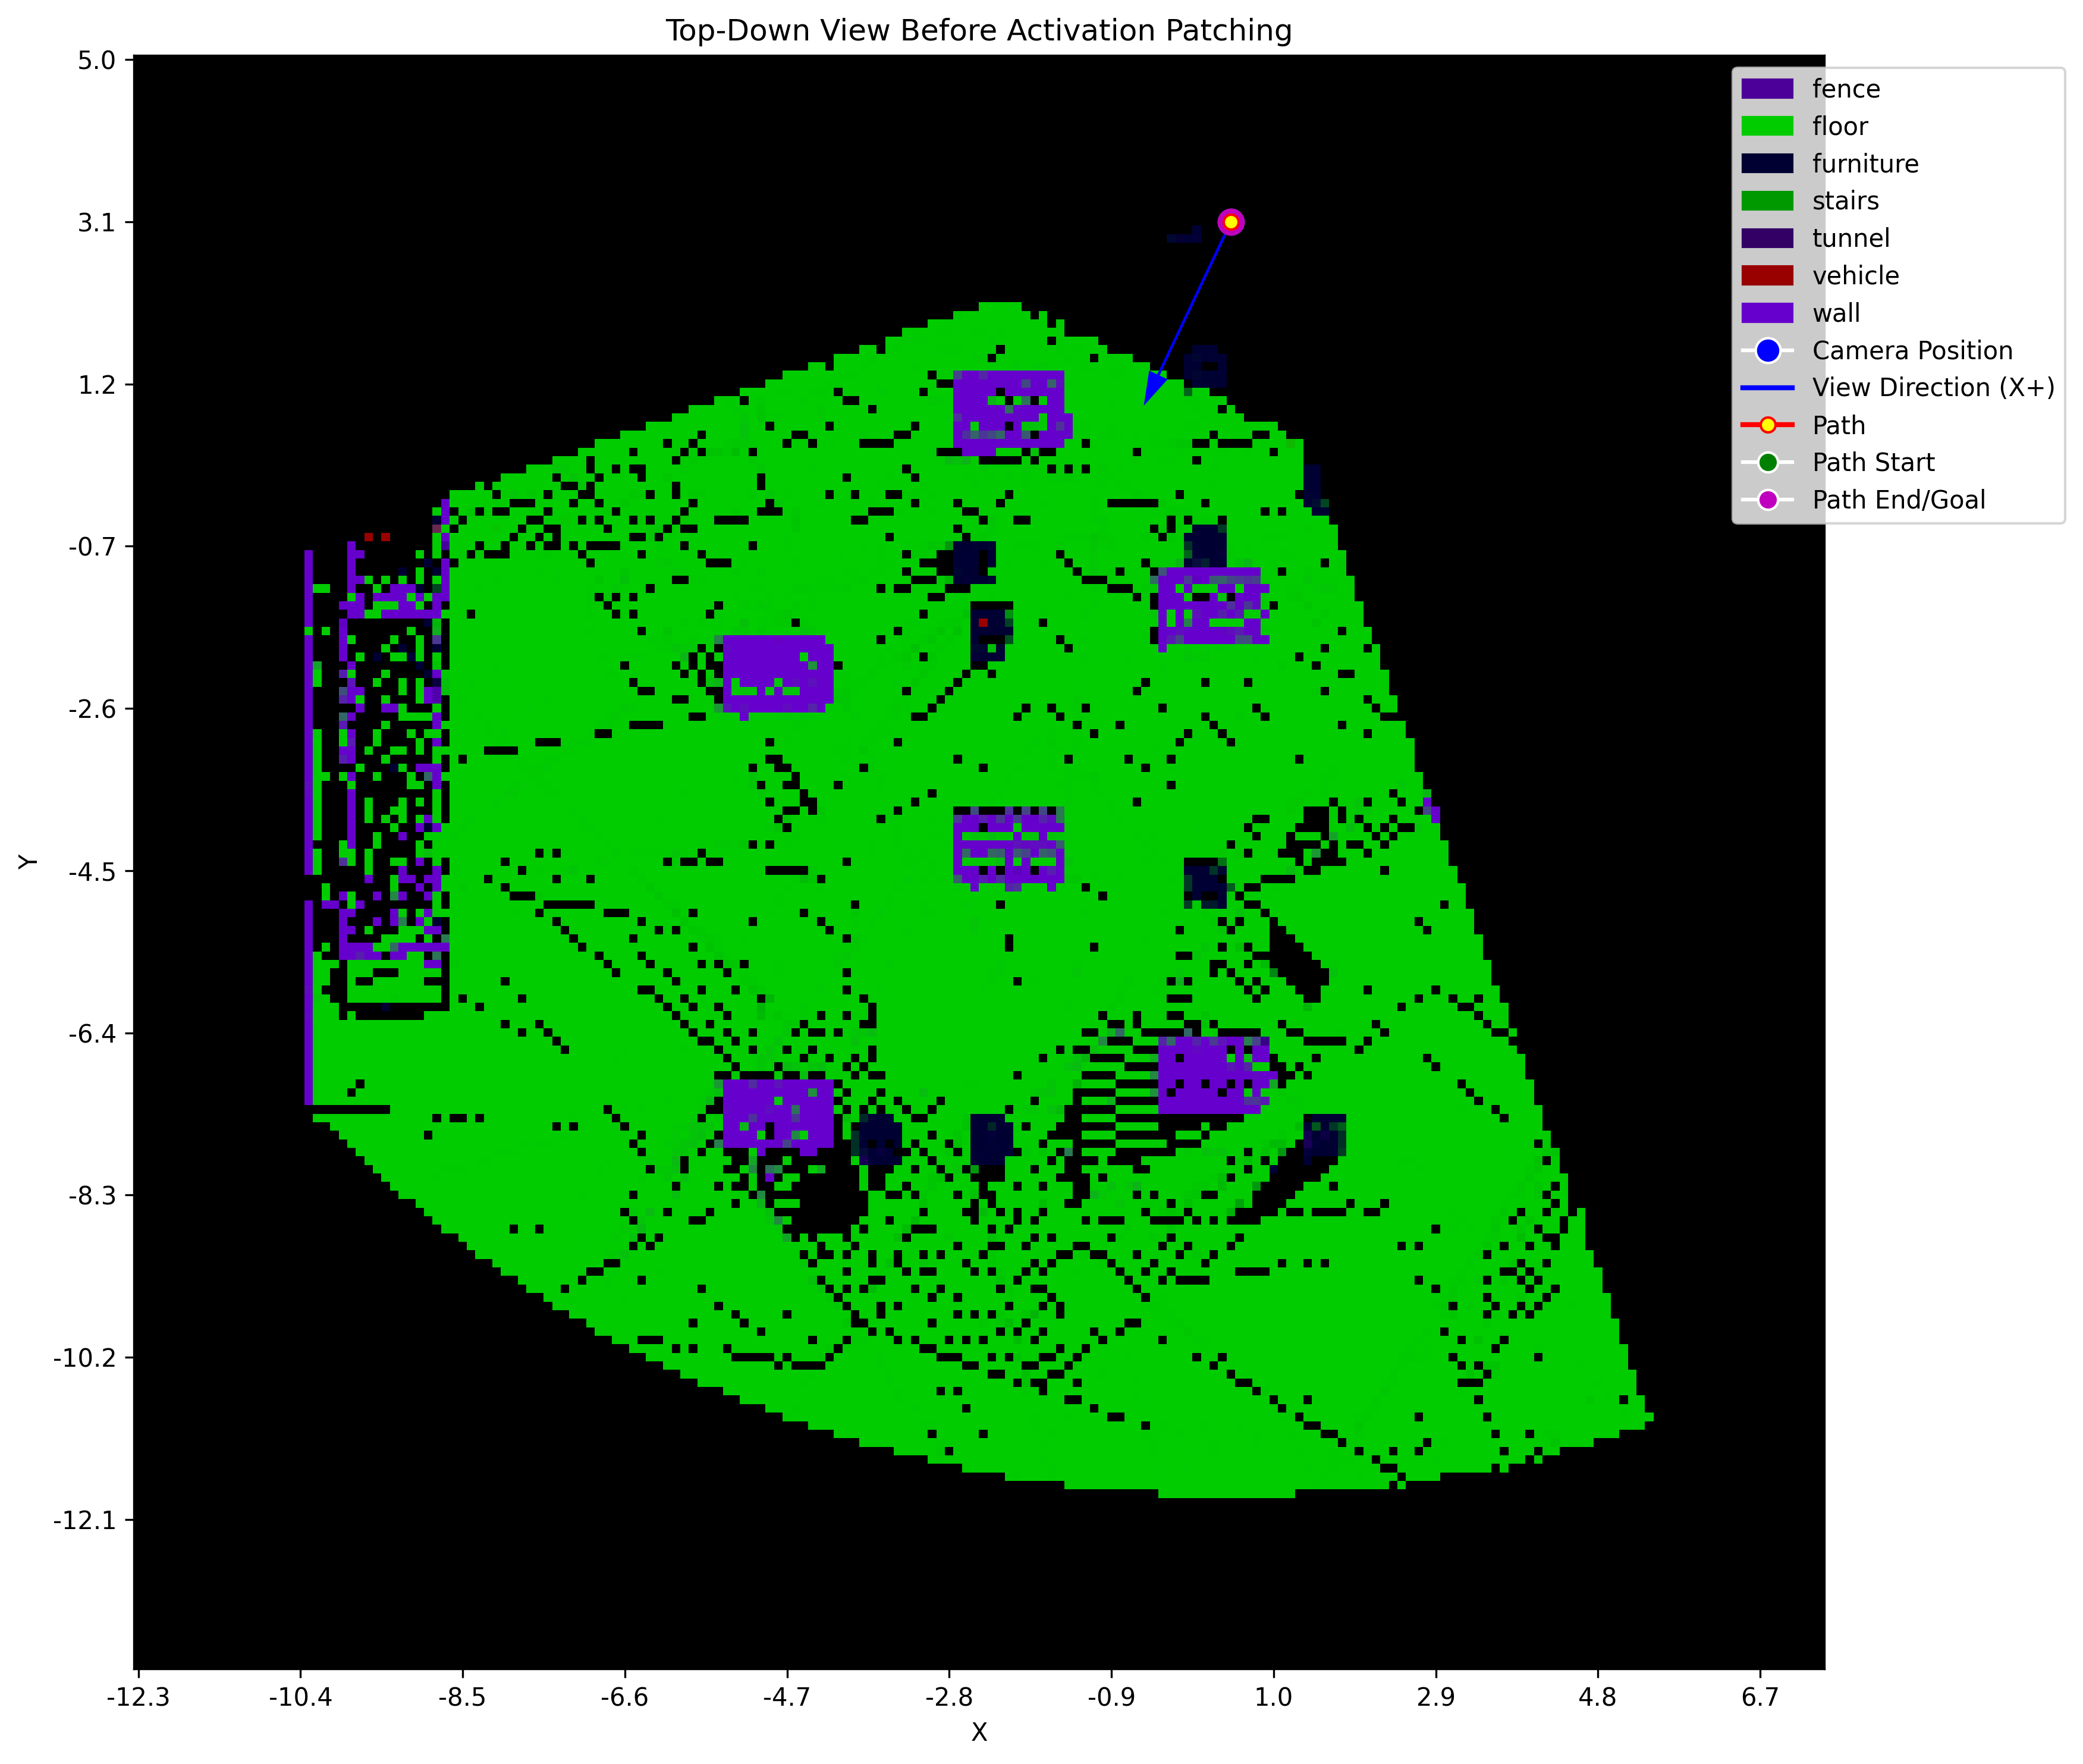 Top-Down View Before Activation Patching
5.0
3.1
1.2
-0.7
-2.6
-4.5
-6.4
-8.3
-10.2
-12.1
Y
-12.3
-10.4
-8.5
-6.6
-4.7
-2.8
-0.9
1.0
2.9
4.8
6.7
X
fence
floor
furniture
stairs
tunnel
vehicle
wall
Camera Position
View Direction (X+)
Path
Path Start
Path End/Goal